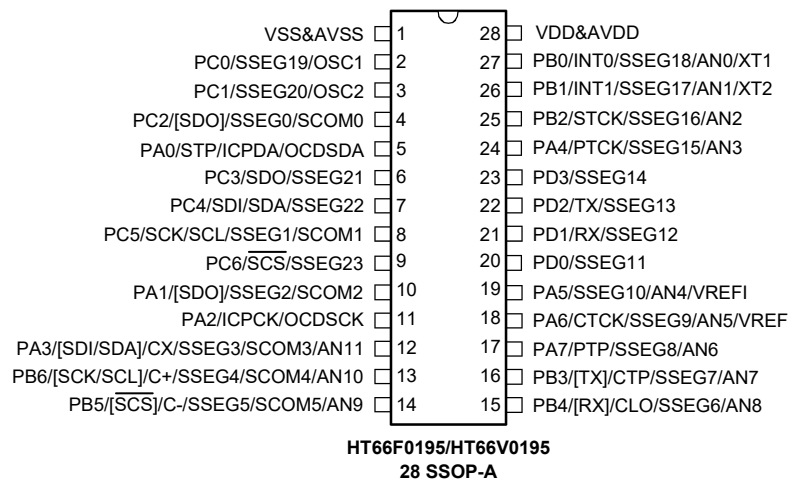 VSS&AVSS 1 28 VDD&AVDD
PC0/SSEG19/OSC1 2 27 PB0/INT0/SSEG18/AN0/XT1
PC1/SSEG20/OSC2 3 26 PB1/INT1/SSEG17/AN1/XT2
PC2/[SDO]/SSEG0/SCOM0 4 25 PB2/STCK/SSEG16/AN2
PA0/STP/ICPDA/OCDSDA 5 24 PA4/PTCK/SSEG15/AN3
PC3/SDO/SSEG21 6 23 PD3/SSEG14
PC4/SDI/SDA/SSEG22 7 22 PD2/TX/SSEG13
PC5/SCK/SCL/SSEG1/SCOM1 8 21 PD1/RX/SSEG12
PC6/S̅C̅S̅/SSEG23 9 20 PD0/SSEG11
PA1/[SDO]/SSEG2/SCOM2 10 19 PA5/SSEG10/AN4/VREFI
PA2/ICPCK/OCDSCK 11 18 PA6/CTCK/SSEG9/AN5/VREF
PA3/[SDI/SDA]/CX/SSEG3/SCOM3/AN11 12 17 PA7/PTP/SSEG8/AN6
PB6/[SCK/SCL]/C+/SSEG4/SCOM4/AN10 13 16 PB3/[TX]/CTP/SSEG7/AN7
PB5/[S̅C̅S̅]/C-/SSEG5/SCOM5/AN9 14 15 PB4/[RX]/CLO/SSEG6/AN8
HT66F0195/HT66V0195
28 SSOP-A